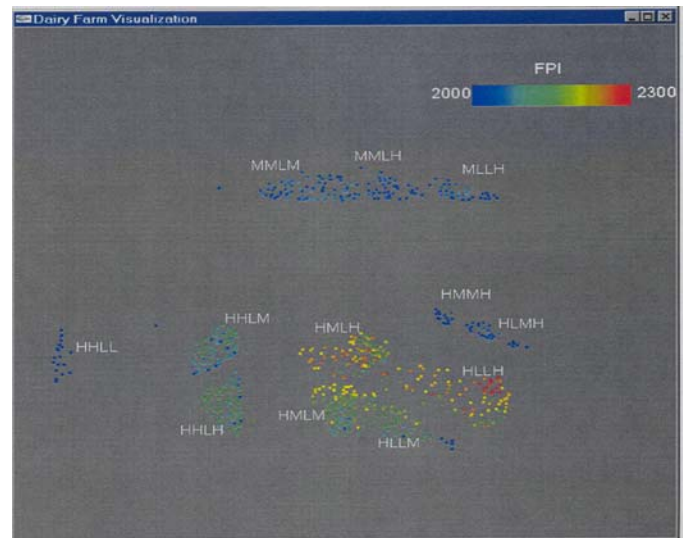 Dairy Farm Visualization
FPI
2000 2300
MMLM MMLH MLLH
HMMH
HLMH
HHLM
HMLH
HHLL
HLLH
HMLM
HHLH
HLLM